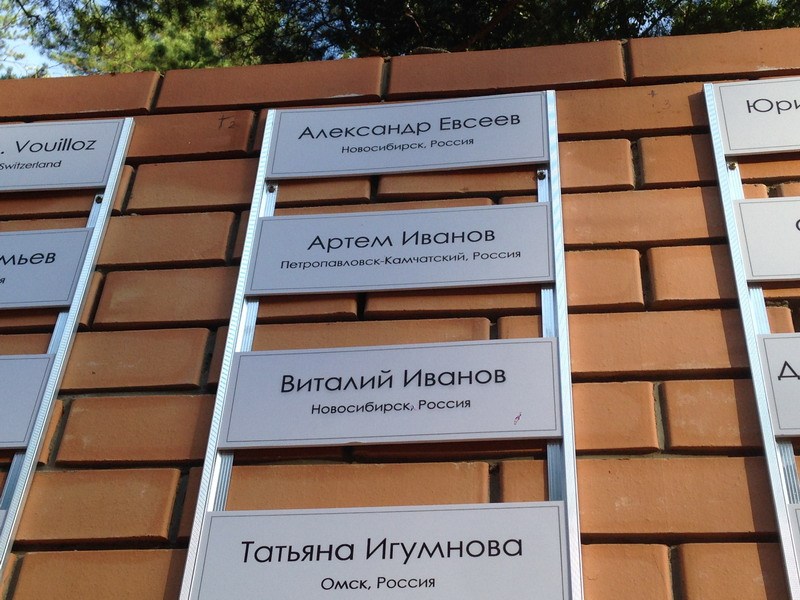 . Vouilloz
Switzerland
мьев
я
Александр Евсеев
Новосибирск, Россия
Артем Иванов
Петропавловск-Камчатский, Россия
Виталий Иванов
Новосибирск, Россия
Татьяна Игумнова
Омск, Россия
Юри
Д